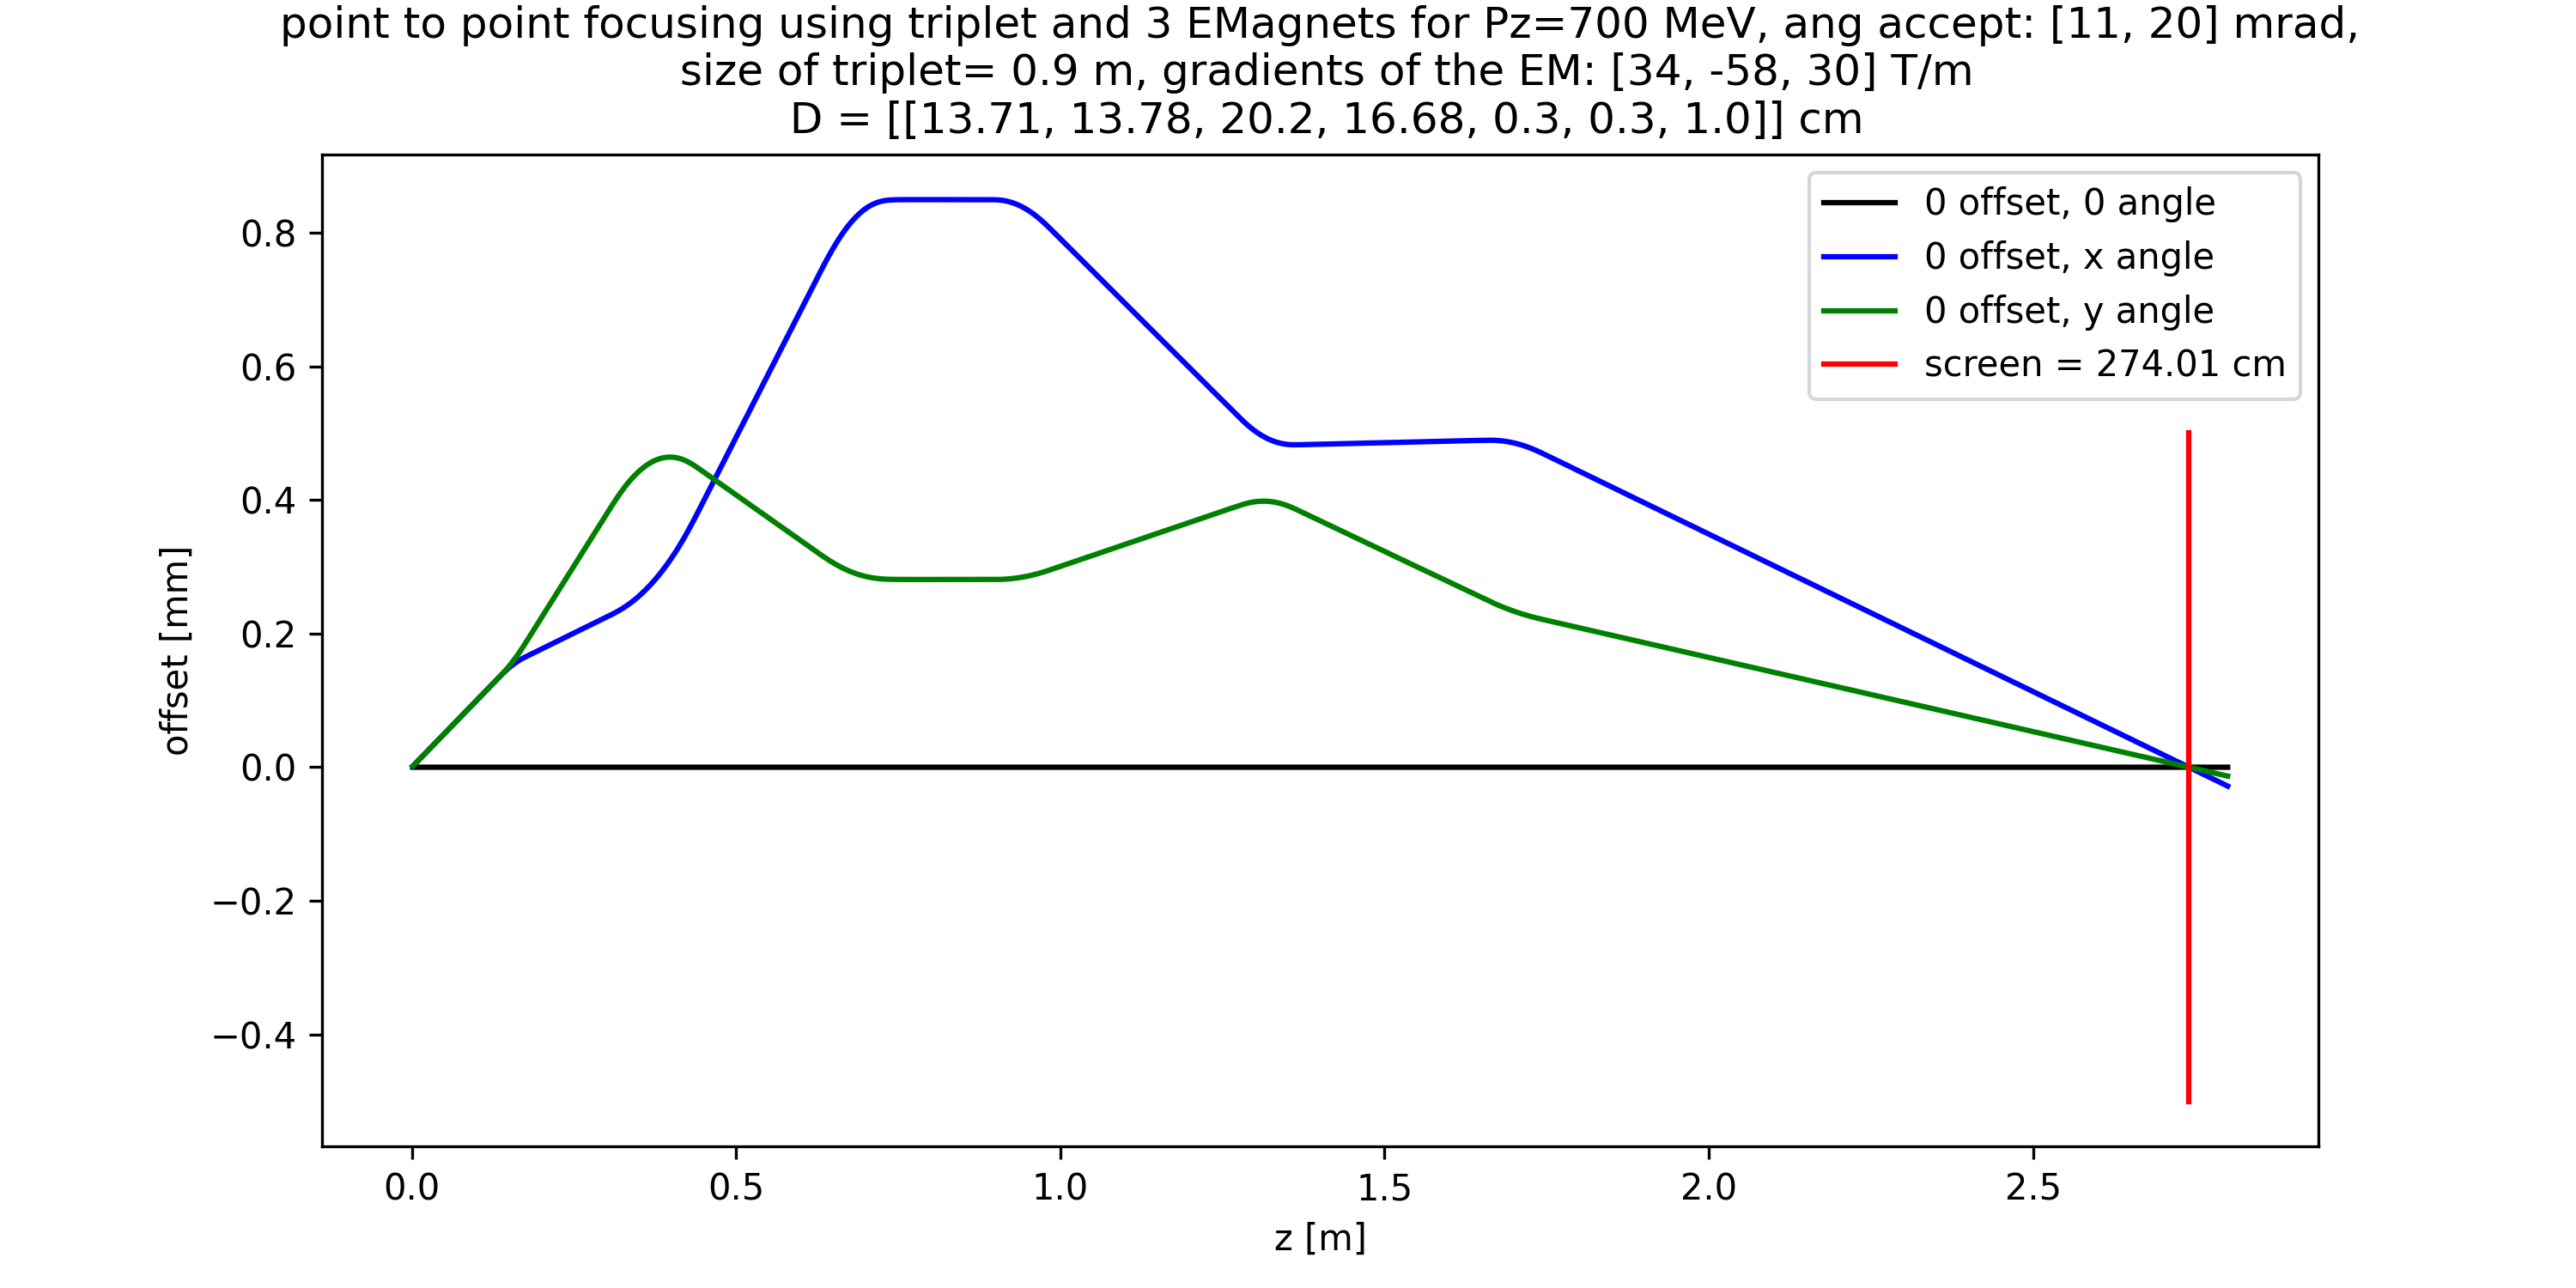 point to point focusing using triplet and 3 EMagnets for Pz=700 MeV, ang accept: [11, 20] mrad,
size of triplet= 0.9 m, gradients of the EM: [34, -58, 30] T/m
D = [[13.71, 13.78, 20.2, 16.68, 0.3, 0.3, 1.0]] cm
0 offset, 0 angle
0 offset, x angle
0 offset, y angle
screen = 274.01 cm
offset [mm]
0.8
0.6
0.4
0.2
0.0
−0.2
−0.4
0.0 0.5 1.0 1.5 2.0 2.5
z [m]